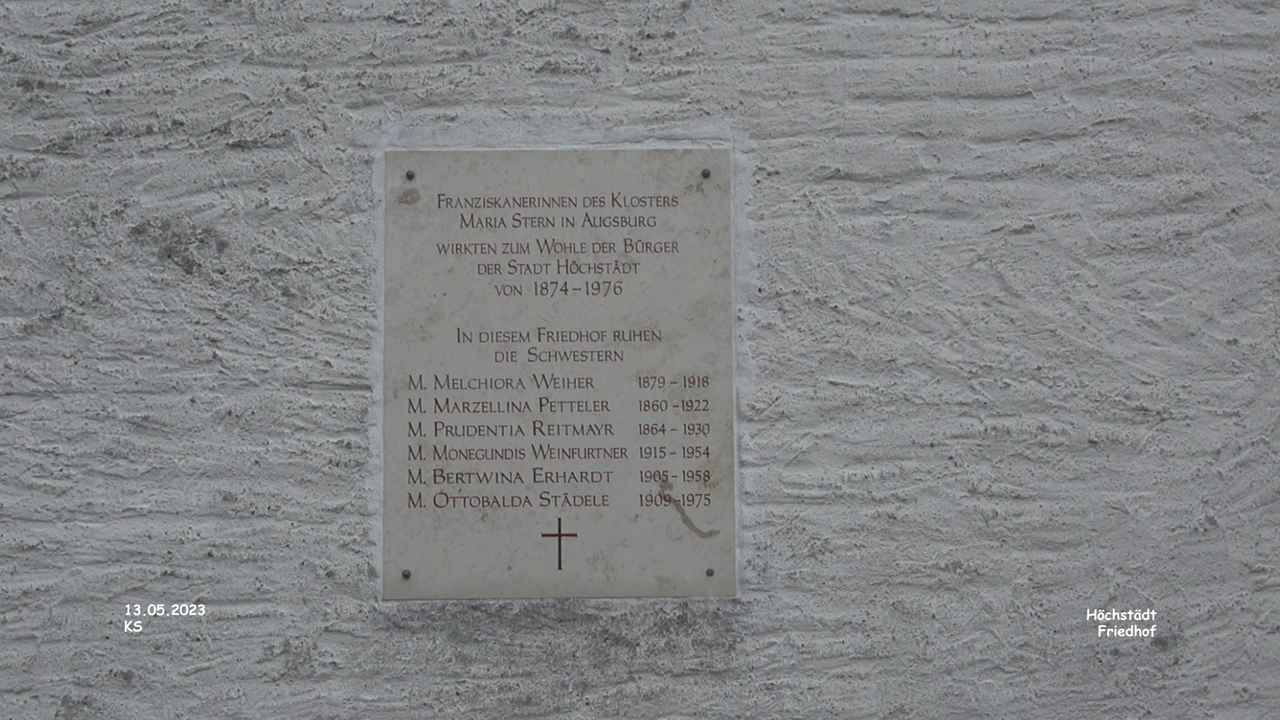 FRANZISKANERINNEN DES KLOSTERS
MARIA STERN IN AUGSBURG
WIRKTEN ZUM WOHLE DER BÜRGER
DER STADT HÖCHSTÄDT
VON 1874–1976
IN DIESEM FRIEDHOF RUHEN
DIE SCHWESTERN
M. MELCHIORA WEIHER 1879 – 1918
M. MARZELLINA PETTELER 1860 – 1922
M. PRUDENTIA REITMAYR 1864 – 1930
M. MONEGUNDIS WEINFURTNER 1915 – 1954
M. BERTWINA ERHARDT 1905 – 1958
M. OTTOBALDA STÄDELE 1909 – 1975
13.05.2023
KS
Höchstädt
Friedhof